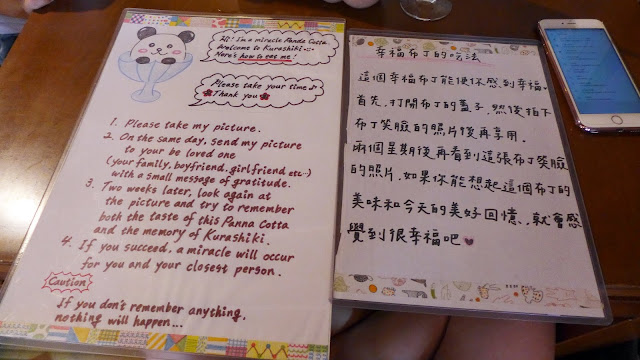 Hi! I'm a miracle Panda Cotta.
Welcome to Kurashiki
Here's how to eat me!
Please take your time♪
Thank you
1. Please take my picture.
2. On the same day, send my picture
to your be loved one
(your family, boyfriend, girlfriend etc...)
with a small message of gratitude.
3. Two weeks later, look again at
the picture and try to remember
both the taste of this Panna Cotta
and the memory of Kurashiki.
4. If you succeed, a miracle will occur
for you and your closest person.
Caution
If you don't remember anything,
nothing will happen...
幸福布丁的吃法
這個幸福布丁能使你感到幸福。
首先,打開布丁的蓋子,然後拍下
布丁笑臉的照片後再享用.
兩個星期後再看到這張布丁笑臉
的照片.如果你能想起這個布丁的
美味和今天的美好回憶,就會感
覺到很幸福吧